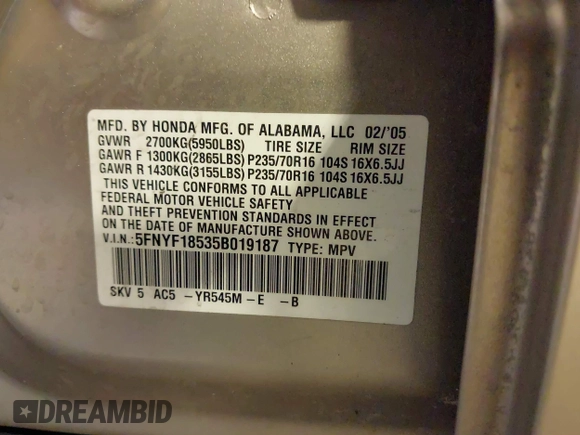 MFD. BY HONDA MFG. OF ALABAMA, LLC 02/'05
GVWR 2700KG(5950LBS) TIRE SIZE RIM SIZE
GAWR F 1300KG(2865LBS) P235/70R16 104S 16X6.5JJ
GAWR R 1430KG(3155LBS) P235/70R16 104S 16X6.5JJ
THIS VEHICLE CONFORMS TO ALL APPLICABLE
FEDERAL MOTOR VEHICLE SAFETY
AND THEFT PREVENTION STANDARDS IN EFFECT
ON THE DATE OF MANUFACTURE SHOWN ABOVE.
V.I.N.: 5FNYF18535B019187 TYPE: MPV
SKV 5 AC5 -YR545M -E -B
DREAMBID